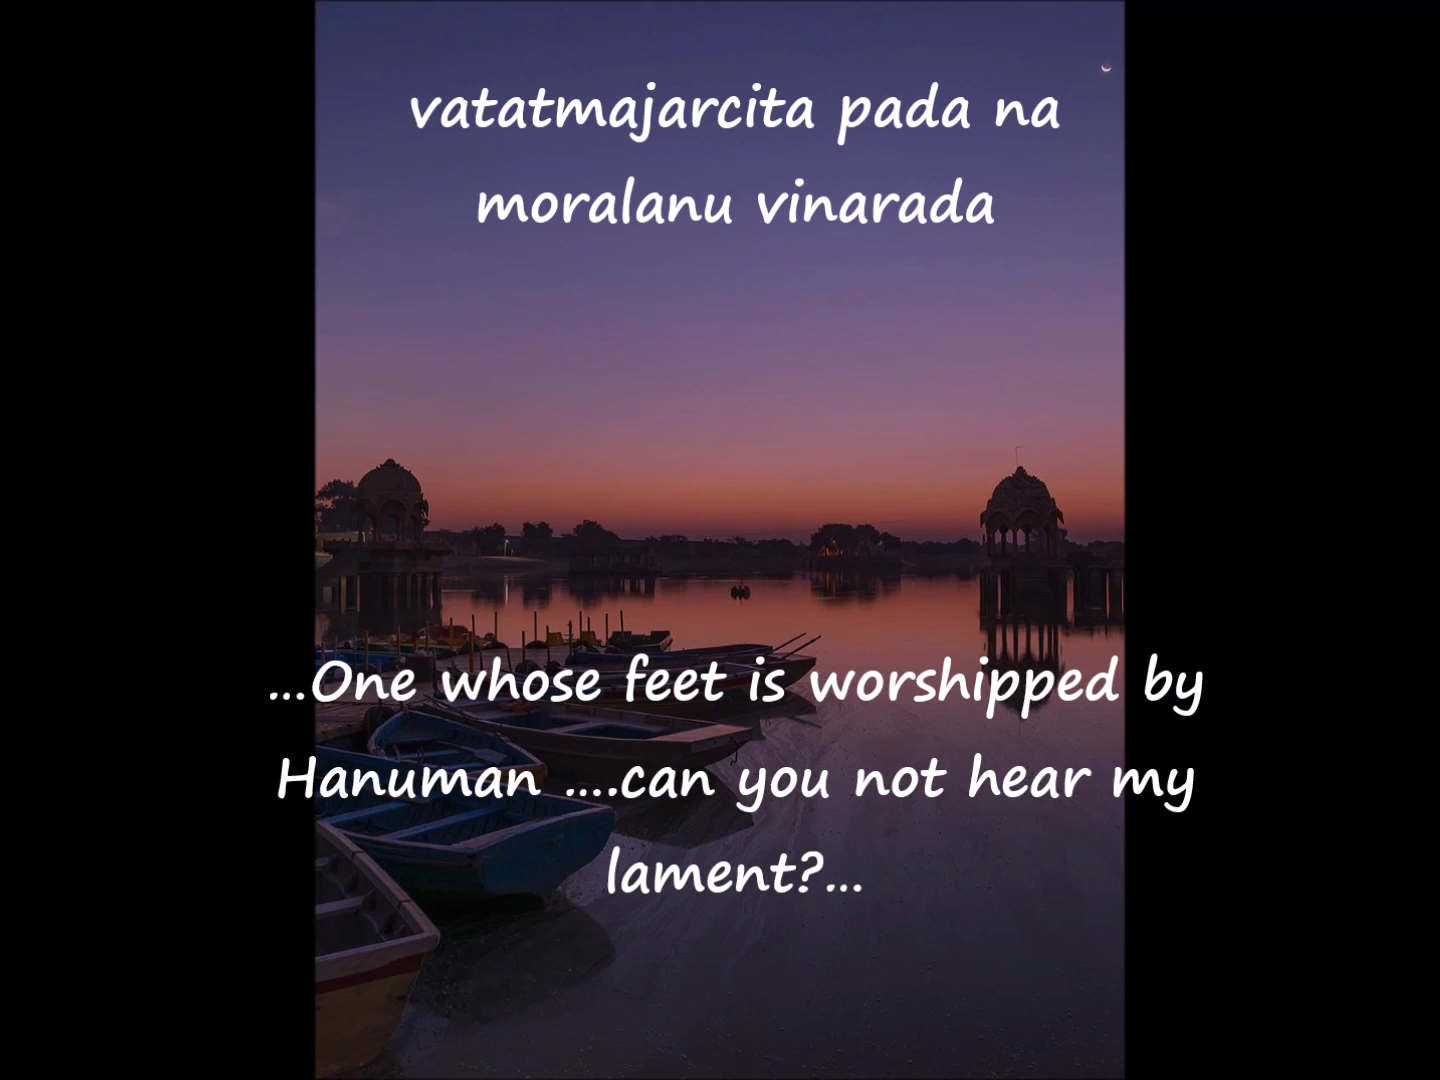 vatatmajarcita pada na
moralanu vinarada
...One whose feet is worshipped by
Hanuman ....can you not hear my
lament?...